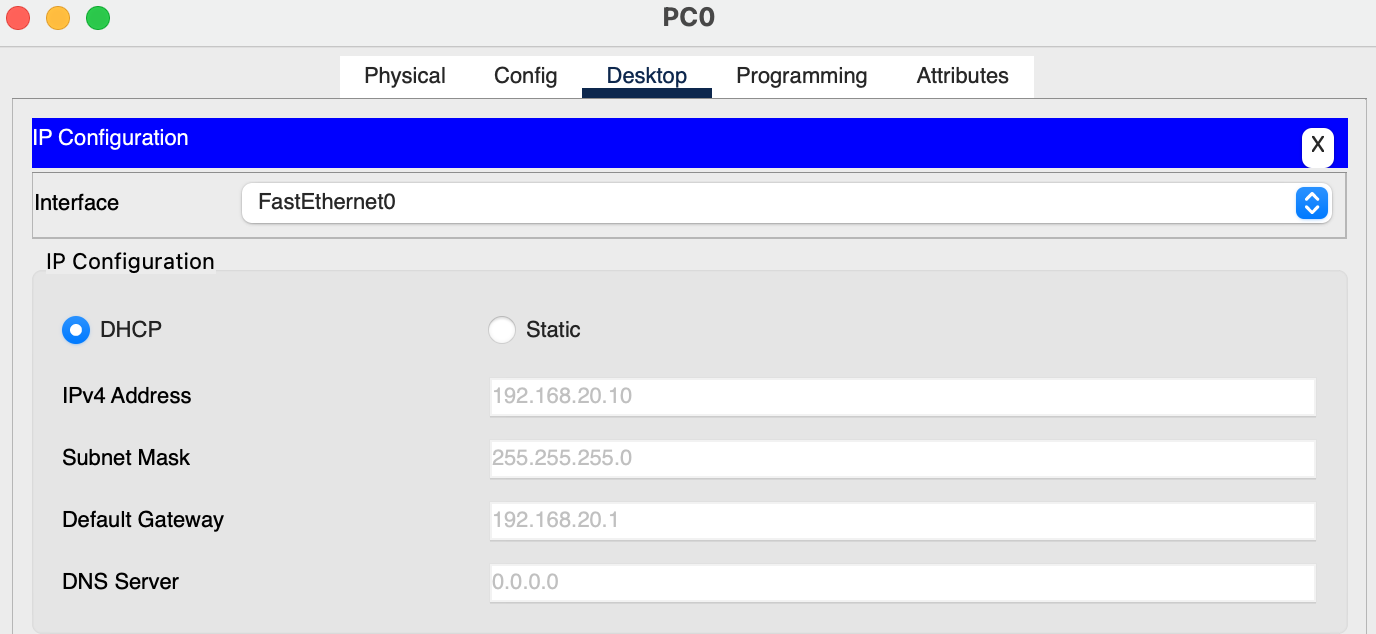 PC0
Physical Config Desktop Programming Attributes
IP Configuration X
Interface FastEthernet0
IP Configuration
DHCP Static
IPv4 Address 192.168.20.10
Subnet Mask 255.255.255.0
Default Gateway 192.168.20.1
DNS Server 0.0.0.0